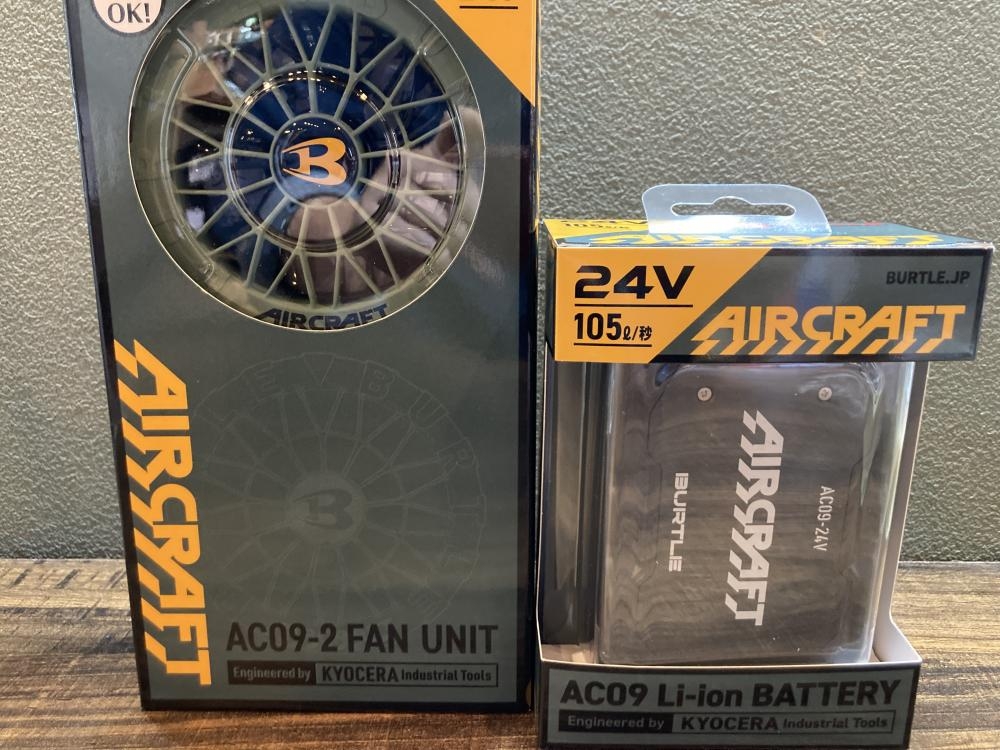 OK!
B
AIRCRAFT
AIRCRAFT
B
AC09-2 FAN UNIT
Engineered by KYOCERA Industrial Tools
24V
105ℓ/秒
BURTLE.JP
AIRCRAFT
AIRCRAFT
BURTLE
AC09-24V
AC09 Li-ion BATTERY
Engineered by KYOCERA Industrial Tools